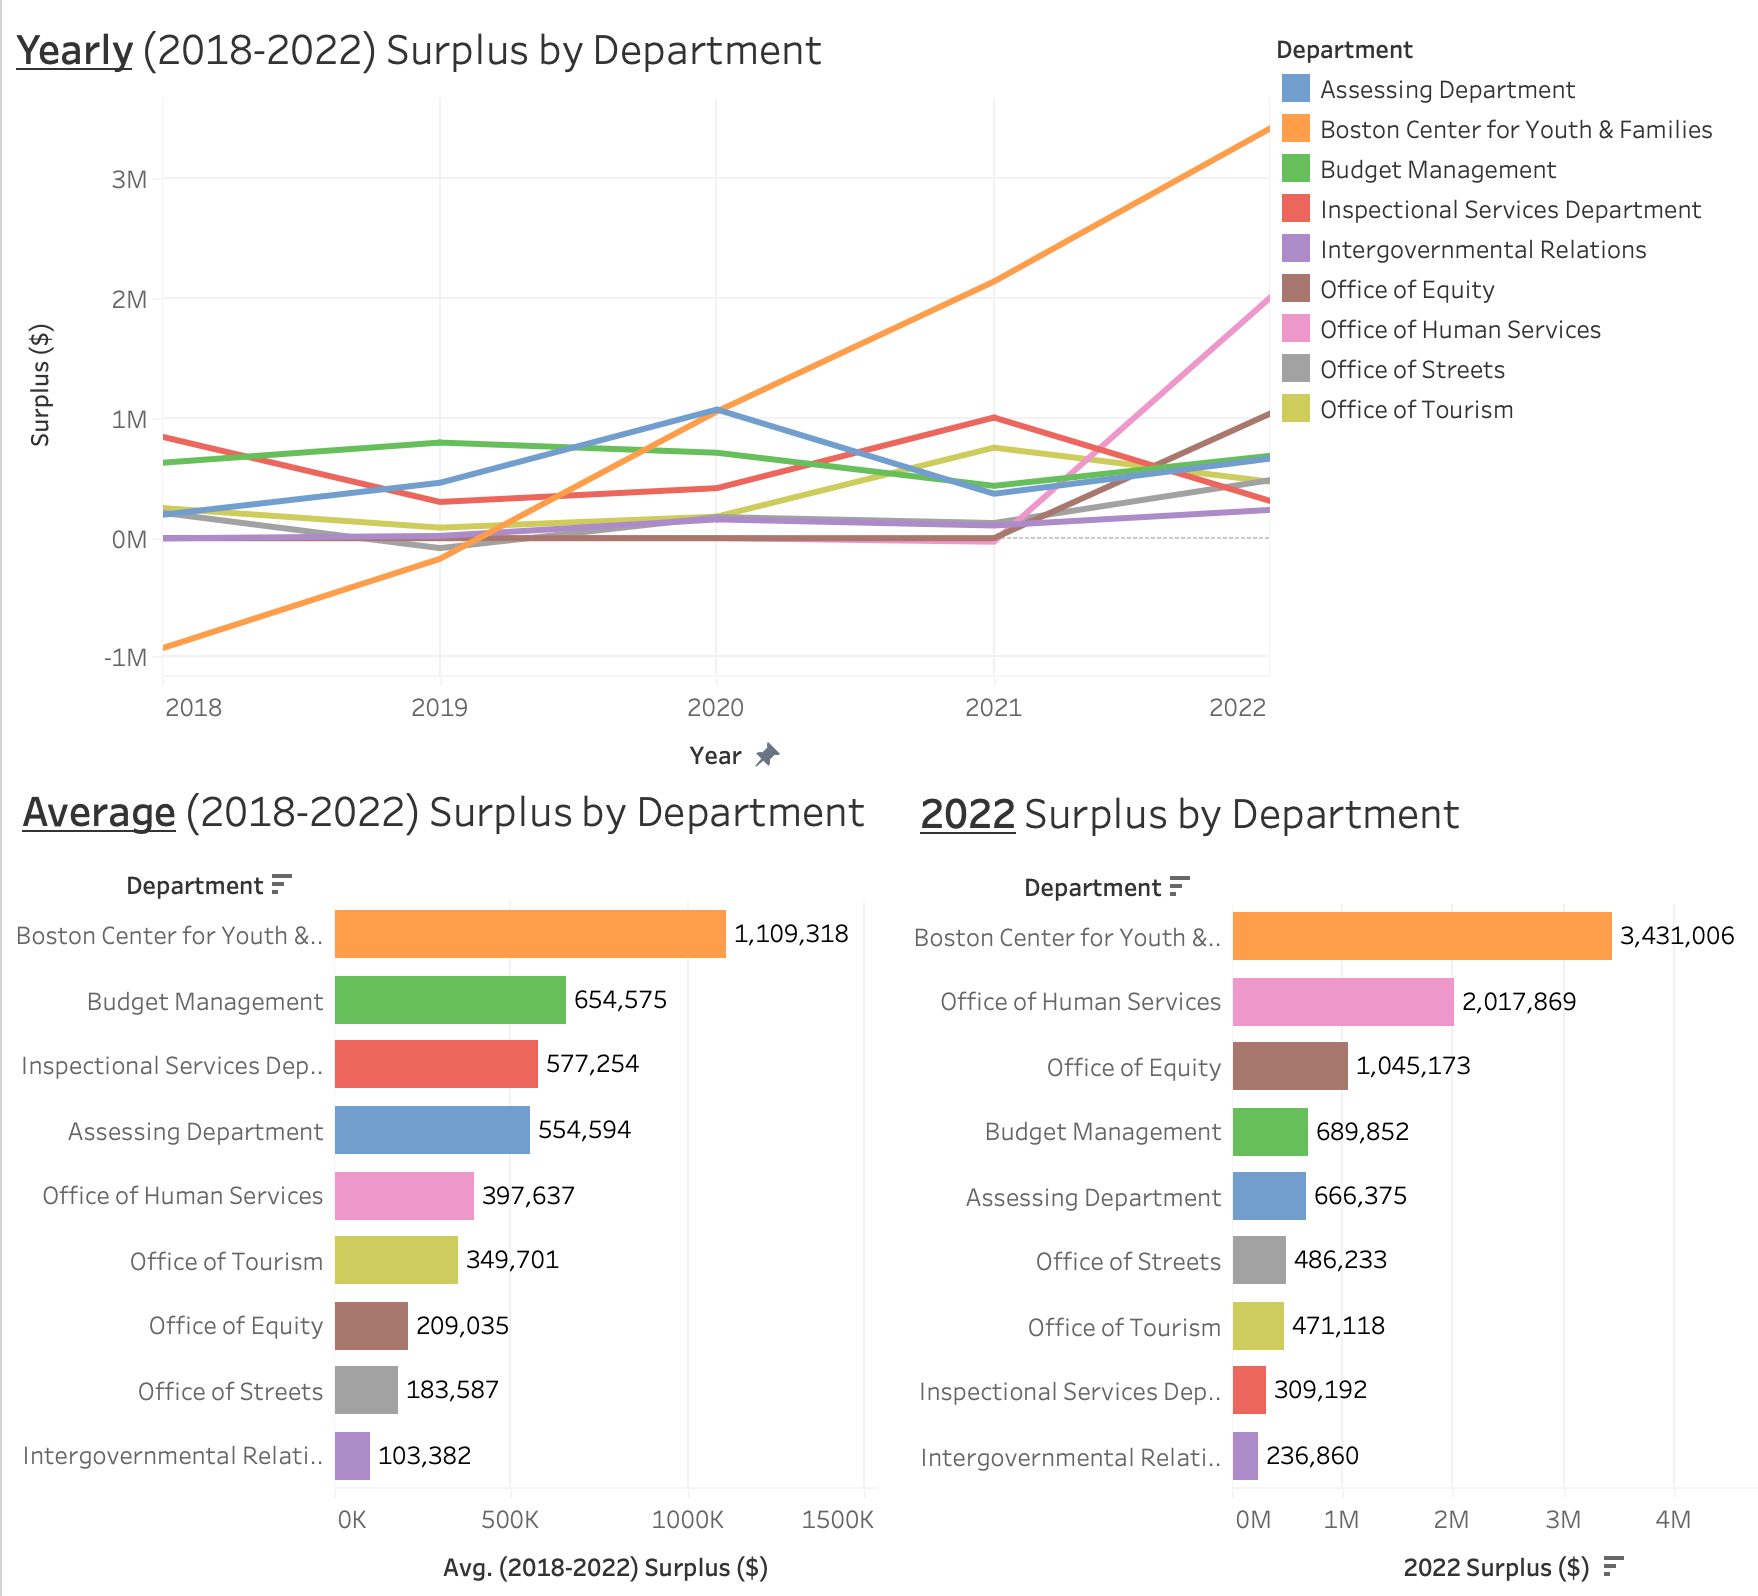 Yearly (2018-2022) Surplus by Department
Department
Assessing Department
Boston Center for Youth & Families
Budget Management
Inspectional Services Department
Intergovernmental Relations
Office of Equity
Office of Human Services
Office of Streets
Office of Tourism
Surplus ($)
3M
2M
1M
0M
-1M
2018 2019 2020 2021 2022
Year
Average (2018-2022) Surplus by Department
Department
Boston Center for Youth &.. 1,109,318
Budget Management 654,575
Inspectional Services Dep.. 577,254
Assessing Department 554,594
Office of Human Services 397,637
Office of Tourism 349,701
Office of Equity 209,035
Office of Streets 183,587
Intergovernmental Relati.. 103,382
0K 500K 1000K 1500K
Avg. (2018-2022) Surplus ($)
2022 Surplus by Department
Department
Boston Center for Youth &.. 3,431,006
Office of Human Services 2,017,869
Office of Equity 1,045,173
Budget Management 689,852
Assessing Department 666,375
Office of Streets 486,233
Office of Tourism 471,118
Inspectional Services Dep.. 309,192
Intergovernmental Relati.. 236,860
0M 1M 2M 3M 4M
2022 Surplus ($)